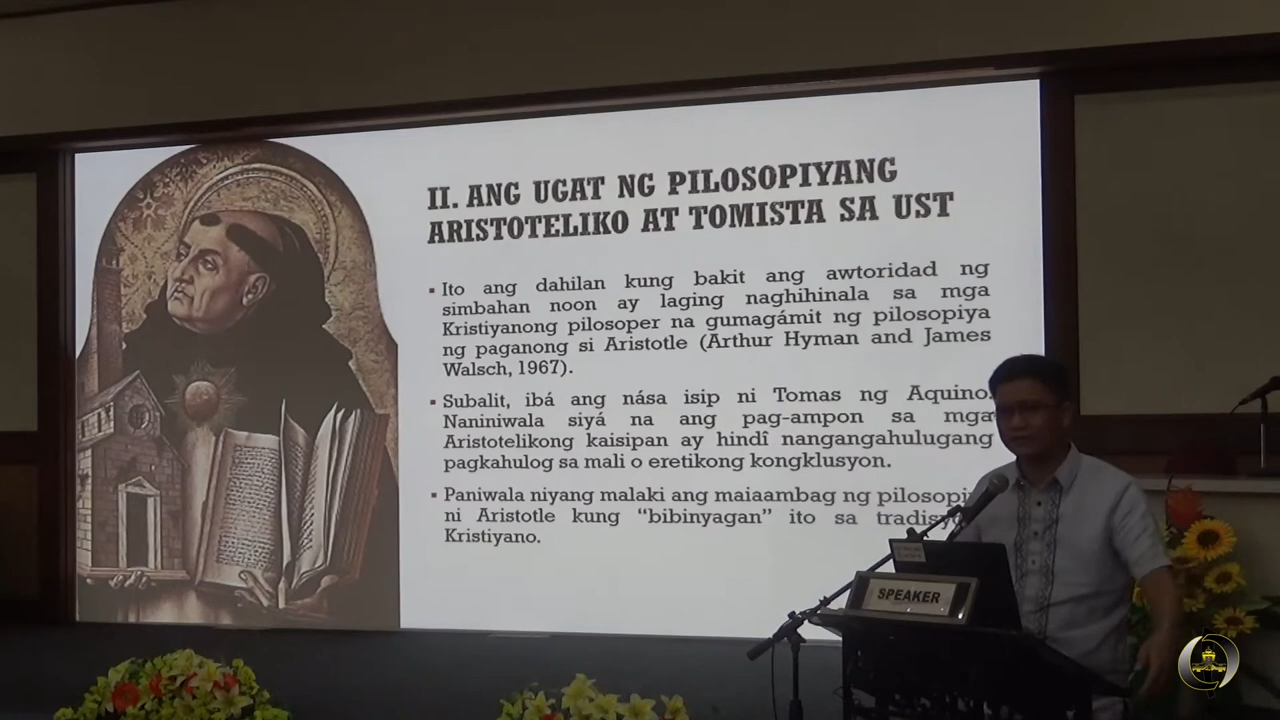 II. ANG UGAT NG PILOSOPIYANG
ARISTOTELIKO AT TOMISTA SA UST
▪ Ito ang dahilan kung bakit ang awtoridad ng
simbahan noon ay laging naghihinala sa mga
Kristiyanong pilosoper na gumagámit ng pilosopiya
ng paganong si Aristotle (Arthur Hyman and James
Walsch, 1967).
▪ Subalit, ibá ang nása isip ni Tomas ng Aquino.
Naniniwala siyá na ang pag-ampon sa mga
Aristotelikong kaisipan ay hindî nangangahulugang
pagkahulog sa mali o eretikong kongklusyon.
▪ Paniwala niyang malaki ang maiaambag ng
ni Aristotle kung “bibinyagan” ito sa
Kristiyano.
SPEAKER